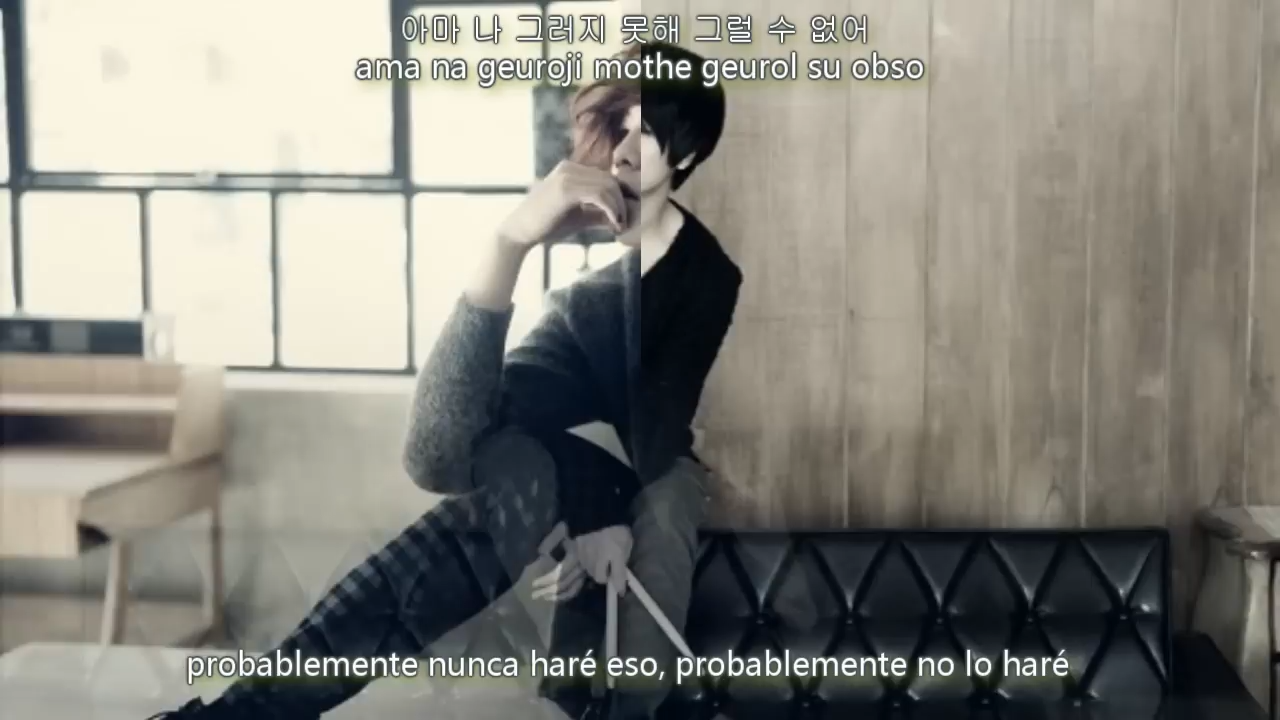 아마 나 그러지 못해 그럴 수 없어
ama na geuroji mothe geurol su obso
probablemente nunca haré eso, probablemente no lo haré